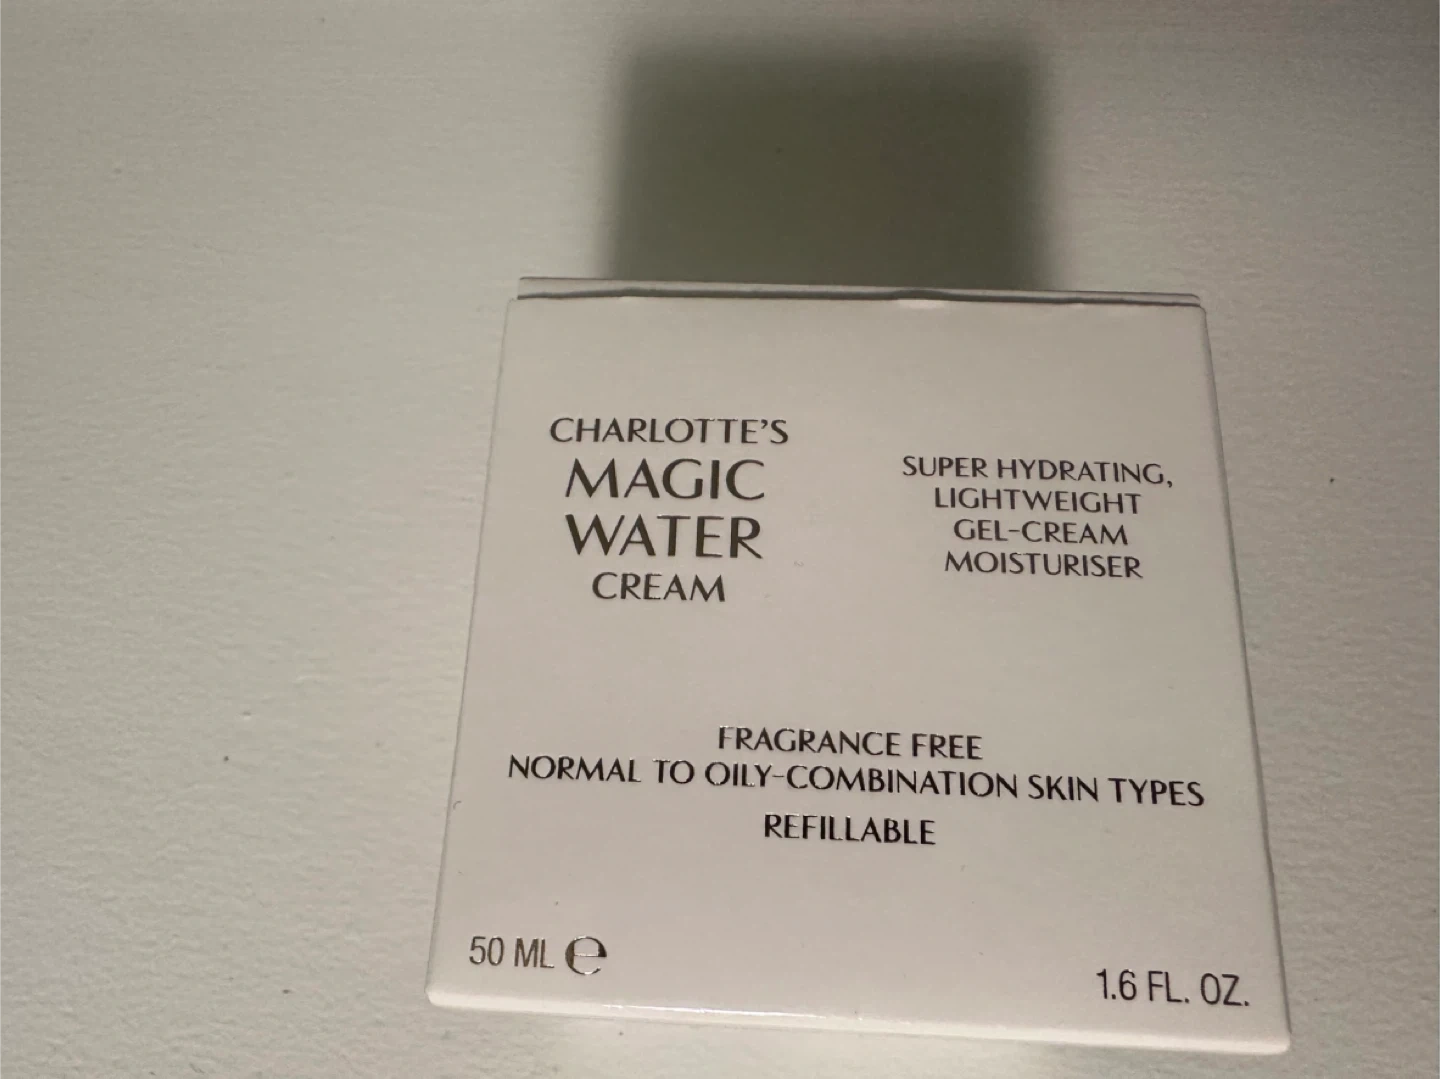 CHARLOTTE'S
MAGIC
WATER
CREAM
SUPER HYDRATING,
LIGHTWEIGHT
GEL-CREAM
MOISTURISER
FRAGRANCE FREE
NORMAL TO OILY-COMBINATION SKIN TYPES
REFILLABLE
50 ML ℮
1.6 FL. OZ.